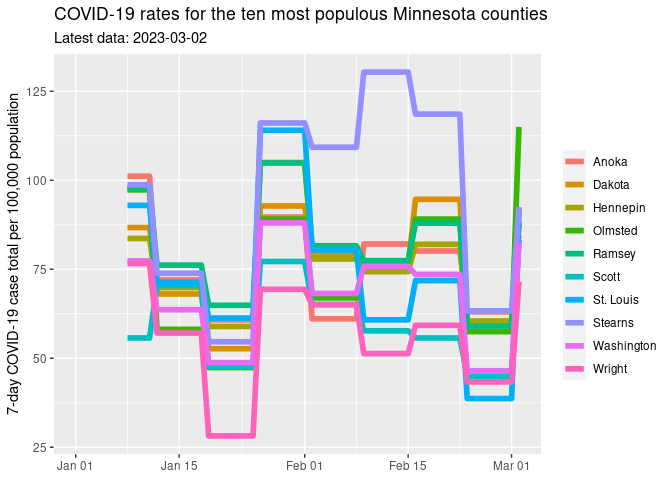 COVID-19 rates for the ten most populous Minnesota counties
Latest data: 2023-03-02
7-day COVID-19 case total per 100,000 population
125
100
75
50
25
Jan 01
Jan 15
Feb 01
Feb 15
Mar 01
Anoka
Dakota
Hennepin
Olmsted
Ramsey
Scott
St. Louis
Stearns
Washington
Wright